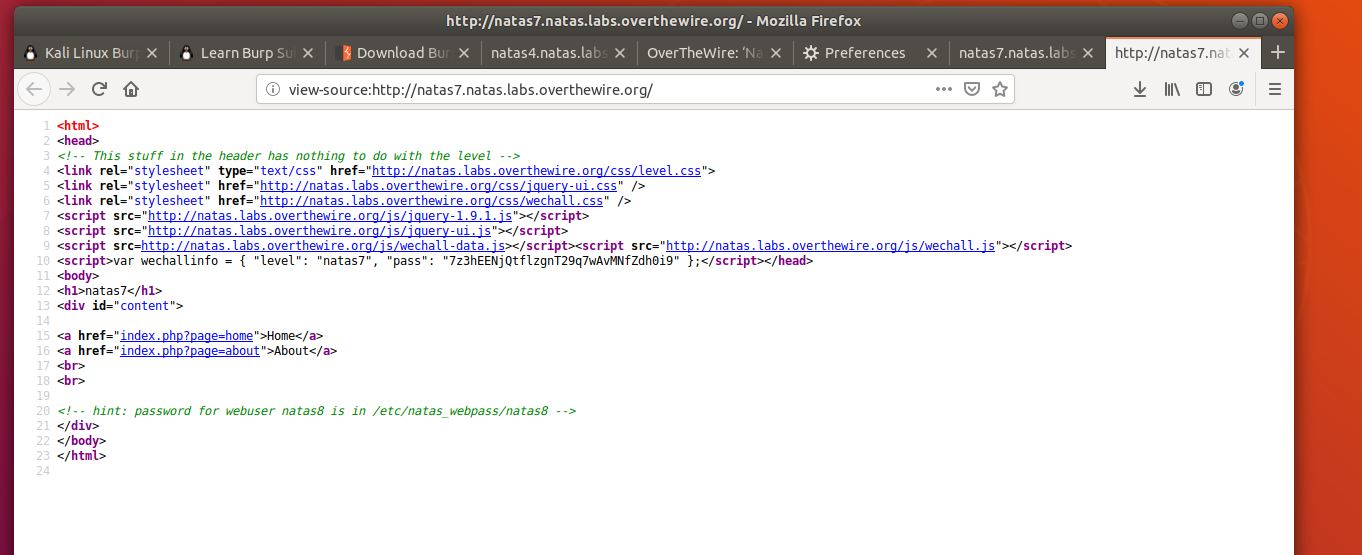 http://natas7.natas.labs.overthewire.org/ - Mozilla Firefox
Kali Linux Bur
Learn Burp Su
Download Bur
natas4.natas.labs
OverTheWire: 'Na
Preferences
natas7.natas.labs
http://natas7.nat
view-source:http://natas7.natas.labs.overthewire.org/
1 <html>
2 <head>
3 <!-- This stuff in the header has nothing to do with the level -->
4 <link rel="stylesheet" type="text/css" href="http://natas.labs.overthewire.org/css/level.css">
5 <link rel="stylesheet" href="http://natas.labs.overthewire.org/css/jquery-ui.css" />
6 <link rel="stylesheet" href="http://natas.labs.overthewire.org/css/wechall.css" />
7 <script src="http://natas.labs.overthewire.org/js/jquery-1.9.1.js"></script>
8 <script src="http://natas.labs.overthewire.org/js/jquery-ui.js"></script>
9 <script src=http://natas.labs.overthewire.org/js/wechall-data.js></script><script src="http://natas.labs.overthewire.org/js/wechall.js"></script>
10 <script>var wechallinfo = { "level": "natas7", "pass": "7z3hEENjQtflzgnT29q7wAvMNfZdh0i9" };</script></head>
11 <body>
12 <h1>natas7</h1>
13 <div id="content">
14
15 <a href="index.php?page=home">Home</a>
16 <a href="index.php?page=about">About</a>
17 <br>
18 <br>
19
20 <!-- hint: password for webuser natas8 is in /etc/natas_webpass/natas8 -->
21 </div>
22 </body>
23 </html>
24